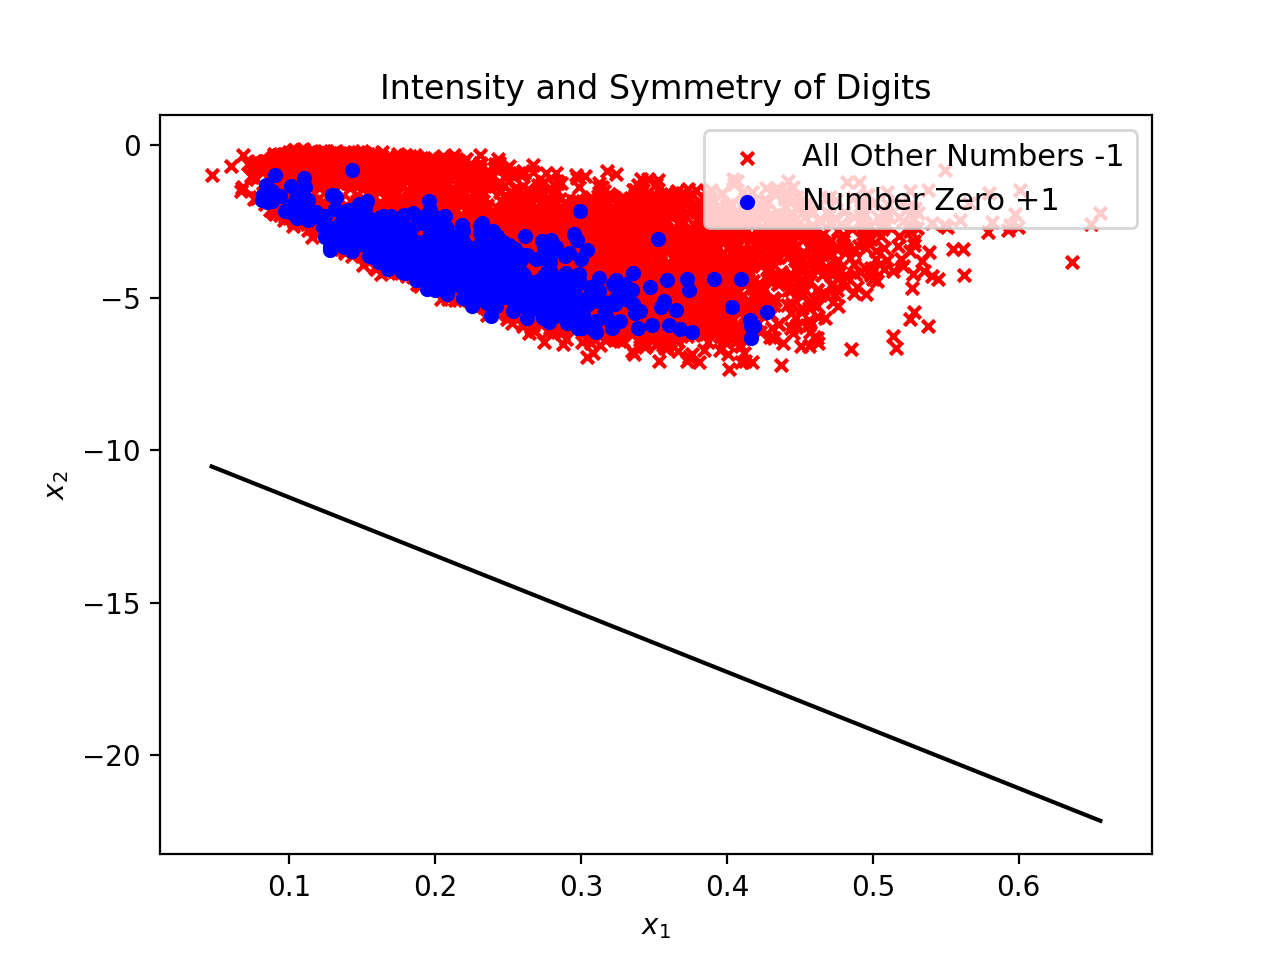 Intensity and Symmetry of Digits
All Other Numbers -1
Number Zero +1
0
−5
−10
−15
−20
x₂
0.1 0.2 0.3 0.4 0.5 0.6
x₁